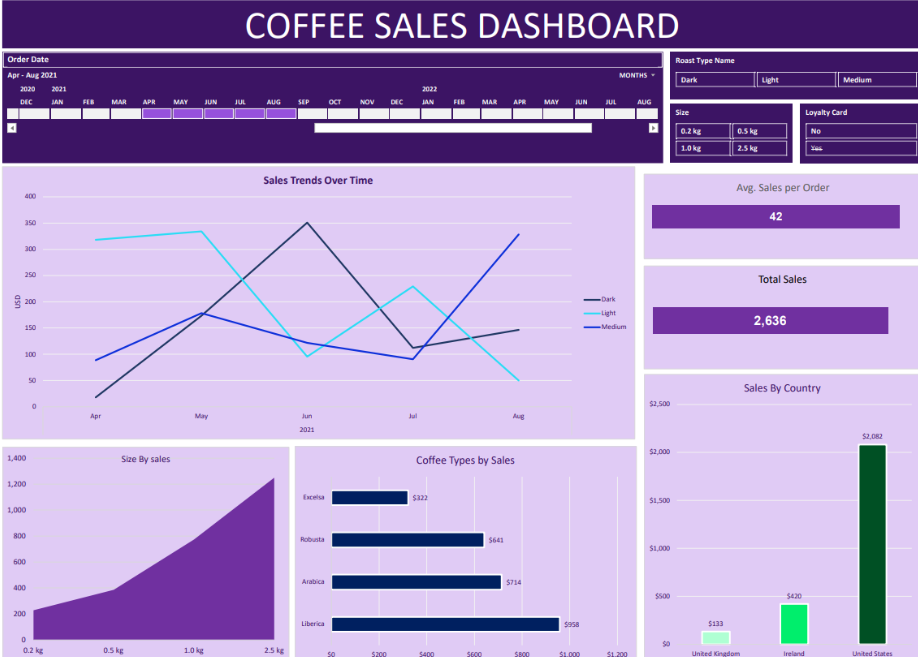 COFFEE SALES DASHBOARD
Order Date
Apr - Aug 2021
MONTHS
2020 2021 2022
DEC JAN FEB MAR APR MAY JUN JUL AUG SEP OCT NOV DEC JAN FEB MAR APR MAY JUN JUL AUG
Roast Type Name
Dark Light Medium
Size
0.2 kg 0.5 kg
1.0 kg 2.5 kg
Loyalty Card
No
Yes
Sales Trends Over Time
400
350
300
250
200
150
100
50
0
USD
Apr May Jun Jul Aug
2021
Dark
Light
Medium
Avg. Sales per Order
42
Total Sales
2,636
Size By sales
1,400
1,200
1,000
800
600
400
200
0
0.2 kg 0.5 kg 1.0 kg 2.5 kg
Coffee Types by Sales
Excelsa $322
Robusta $641
Arabica $714
Liberica $958
$0 $200 $400 $600 $800 $1,000 $1,200
Sales By Country
$2,500
$2,000
$1,500
$1,000
$500
$0
$133
$420
$2,082
United Kingdom Ireland United States